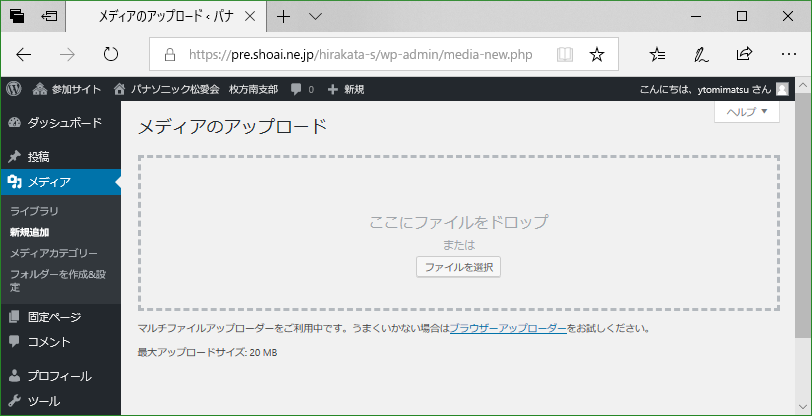 メディアのアップロード ‹ パナ
https://pre.shoai.ne.jp/hirakata-s/wp-admin/media-new.php
参加サイト パナソニック松愛会 枚方南支部 0 新規 こんにちは、ytomimatsu さん
ヘルプ
ダッシュボード
投稿
メディア
ライブラリ
新規追加
メディアカテゴリー
フォルダーを作成&設
定
固定ページ
コメント
プロフィール
ツール
メディアのアップロード
ここにファイルをドロップ
または
ファイルを選択
マルチファイルアップローダーをご利用中です。うまくいかない場合はブラウザーアップローダーをお試しください。
最大アップロードサイズ: 20 MB